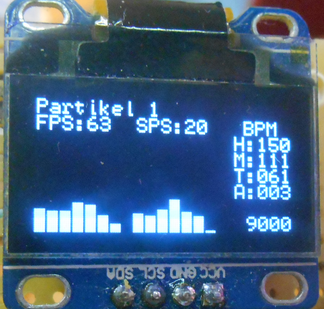 Partikel 1
FPS:63 SPS:20
BPM
H:150
M:111
T:061
A:003
9000
VCC GND SCL SDA